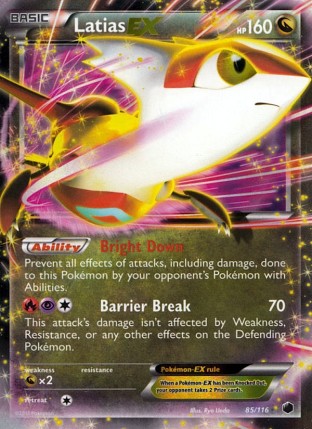 BASIC
Latias EX HP160
Ability Bright Down
Prevent all effects of attacks, including damage, done
to this Pokémon by your opponent's Pokémon with
Abilities.
Barrier Break 70
This attack's damage isn't affected by Weakness,
Resistance, or any other effects on the Defending
Pokémon.
weakness resistance
×2
Pokémon-EX rule
When a Pokémon-EX has been Knocked Out,
your opponent takes 2 Prize cards.
retreat
Illus. Ryo Ueda 85/116